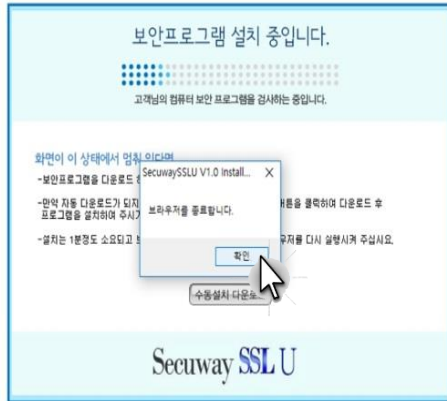 보안프로그램 설치 중입니다.
고객님의 컴퓨터 보안 프로그램을 검사하는 중입니다.
화면이 이 상태에서 멈춰 있다면
-보안프로그램을 다운로드
-만약 자동 다운로드가 되지 버튼을 클릭하여 다운로드 후
프로그램을 설치하여 주시기
-설치는 1분정도 소요되고 다시 실행시켜 주십시요.
SecuwaySSLU V1.0 Install...
브라우저를 종료합니다.
확인
수동설치 다운로
Secuway SSL U